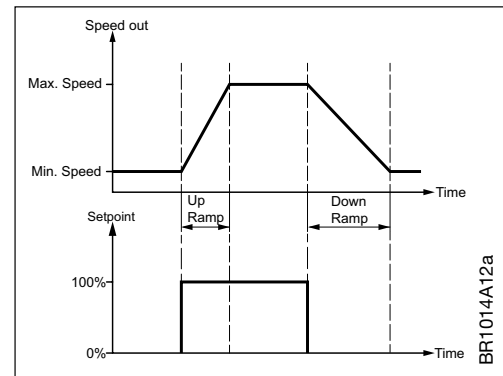 Speed out
Max. Speed
Min. Speed
Time
Up
Ramp
Down
Ramp
Setpoint
100%
0%
Time
BR1014A12a